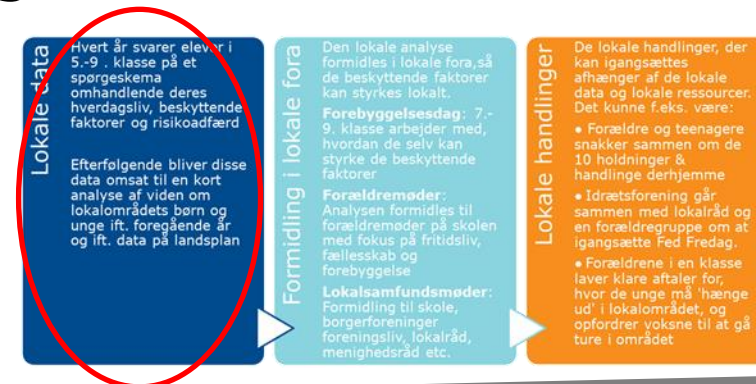 Lokale data
Hvert år svarer elever i
5.-9 . klasse på et
spørgeskema
omhandlende deres
hverdagsliv, beskyttende
faktorer og risikoadfærd
Efterfølgende bliver disse
data omsat til en kort
analyse af viden om
lokalområdets børn og
unge ift. foregående år
og ift. data på landsplan
Formidling i lokale fora
Den lokale analyse
formidles i lokale fora,så
de beskyttende faktorer
kan styrkes lokalt.
Forebyggelsesdag: 7.-
9. klasse arbejder med,
hvordan de selv kan
styrke de beskyttende
faktorer
Forældremøder:
Analysen formidles til
forældremøder på skolen
med fokus på fritidsliv,
fællesskab og
forebyggelse
Lokalsamfundsmøder:
Formidling til skole,
borgerforeninger
foreningsliv, lokalråd,
menighedsråd etc.
Lokale handlinger
De lokale handlinger, der
kan igangsættes
afhænger af de lokale
data og lokale ressourcer.
Det kunne f.eks. være:
• Forældre og teenagere
snakker sammen om de
10 holdninger &
handlinge derhjemme
• Idrætsforening går
sammen med lokalråd og
en forældregruppe om at
igangsætte Fed Fredag.
• Forældrene i en klasse
laver klare aftaler for,
hvor de unge må 'hænge
ud' i lokalområdet, og
opfordrer voksne til at gå
ture i området